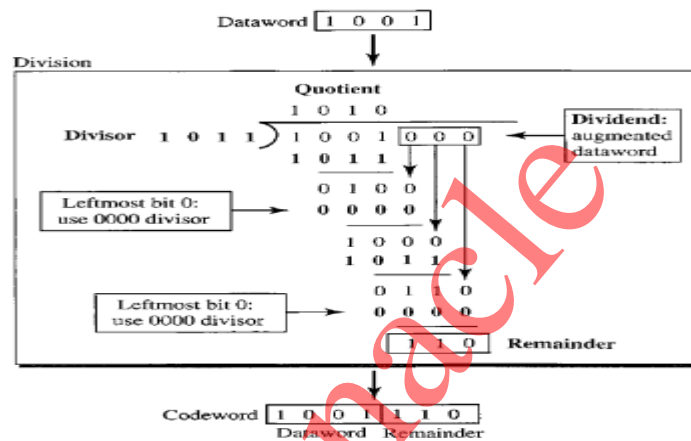 Dataword 1 0 0 1
Division
Quotient
1 0 1 0
Divisor 1 0 1 1 1 0 0 1 0 0 0
Dividend:
augmented
dataword
1 0 1 1
0 1 0 0
Leftmost bit 0:
use 0000 divisor
0 0 0 0
1 0 0 0
1 0 1 1
0 1 1 0
Leftmost bit 0:
use 0000 divisor
0 0 0 0
1 1 0 Remainder
Codeword 1 0 0 1 1 1 0
Dataword Remainder
nacle